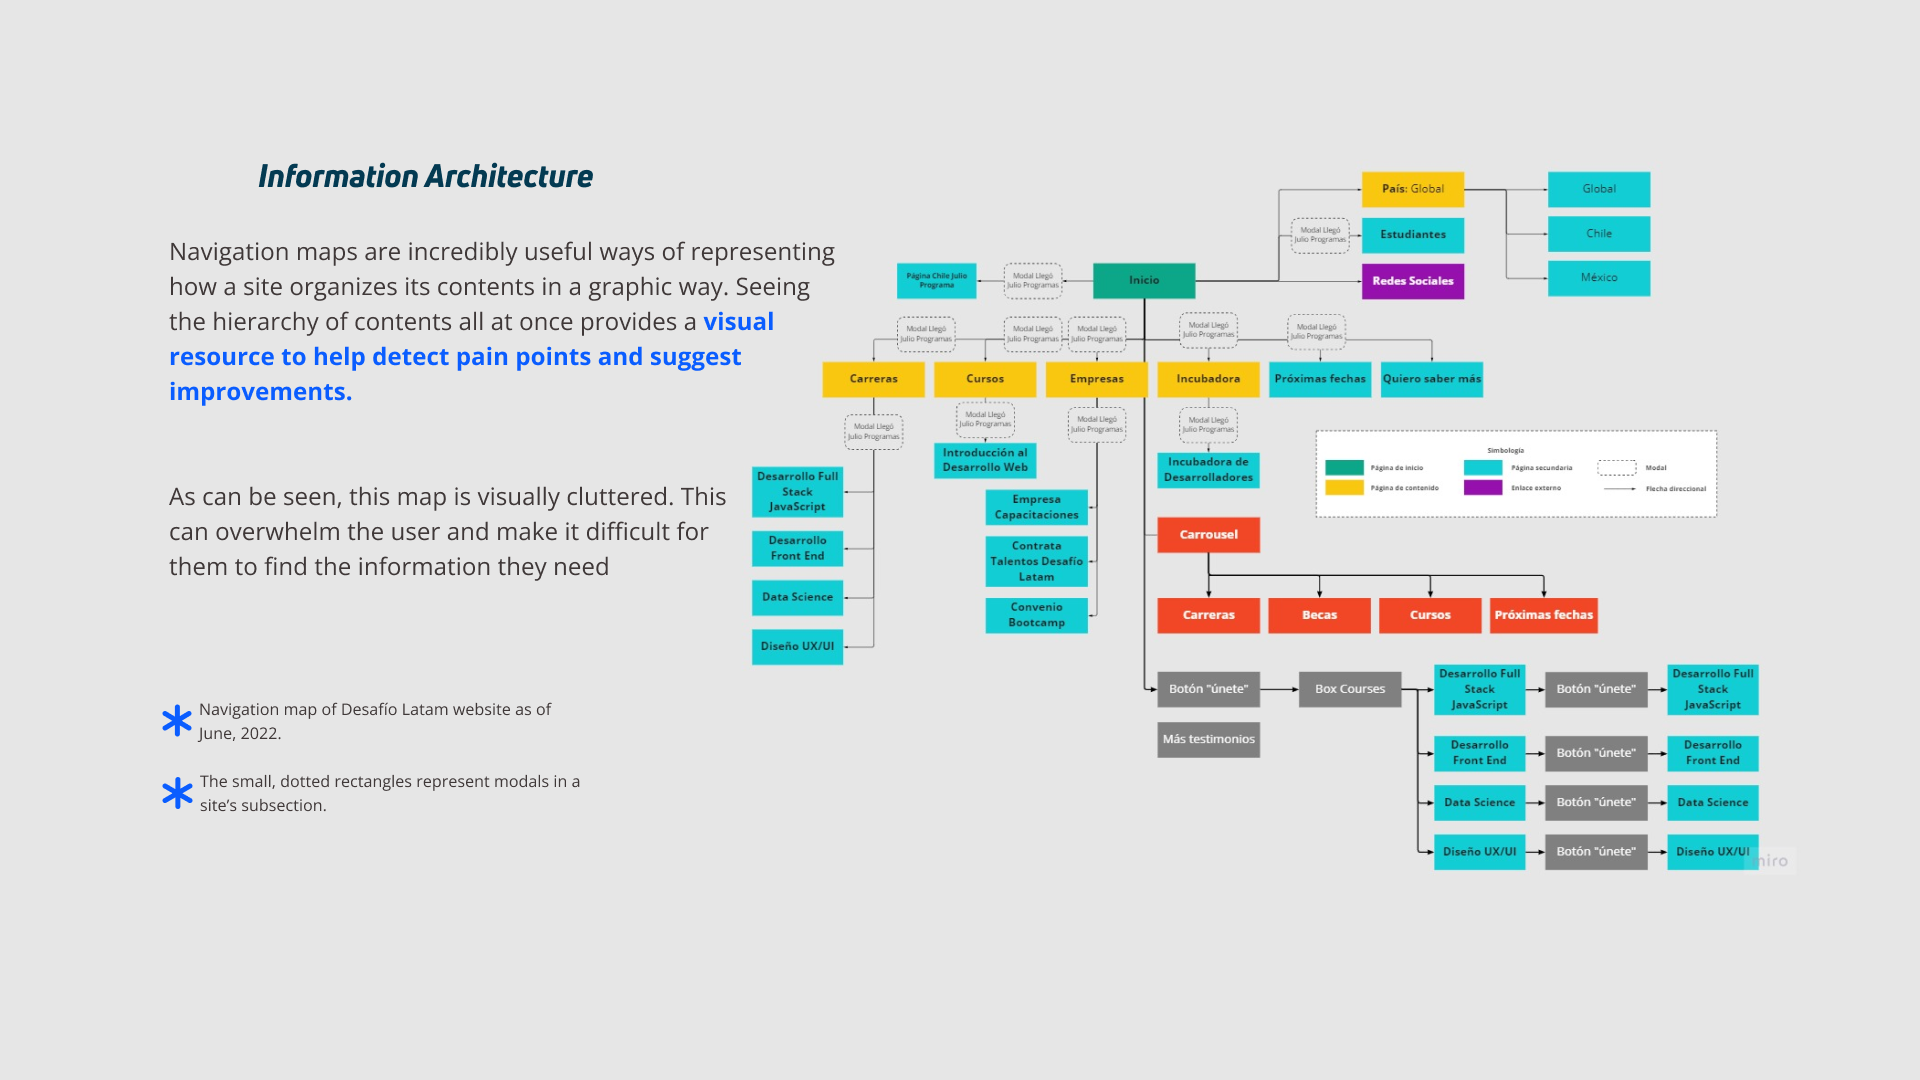 Information Architecture
Navigation maps are incredibly useful ways of representing
how a site organizes its contents in a graphic way. Seeing
the hierarchy of contents all at once provides a visual
resource to help detect pain points and suggest
improvements.
As can be seen, this map is visually cluttered. This
can overwhelm the user and make it difficult for
them to find the information they need
Navigation map of Desafío Latam website as of
June, 2022.
The small, dotted rectangles represent modals in a
site's subsection.
País: Global
Global
Modal Llegó
Julio Programas
Estudiantes
Chile
Página Chile Julio
Programa
Modal Llegó
Julio Programas
Inicio
Redes Sociales
México
Modal Llegó
Julio Programas
Modal Llegó
Julio Programas
Modal Llegó
Julio Programas
Modal Llegó
Julio Programas
Modal Llegó
Julio Programas
Carreras
Cursos
Empresas
Incubadora
Próximas fechas
Quiero saber más
Modal Llegó
Julio Programas
Modal Llegó
Julio Programas
Modal Llegó
Julio Programas
Modal Llegó
Julio Programas
Desarrollo Full
Stack
JavaScript
Desarrollo
Front End
Data Science
Diseño UX/UI
Introducción al
Desarrollo Web
Empresa
Capacitaciones
Contrata
Talentos Desafío
Latam
Convenio
Bootcamp
Incubadora de
Desarrolladores
Simbología
Página de inicio
Página secundaria
Modal
Página de contenido
Enlace externo
Flecha direccional
Carrousel
Carreras
Becas
Cursos
Próximas fechas
Botón "únete"
Box Courses
Desarrollo Full
Stack
JavaScript
Botón "únete"
Desarrollo Full
Stack
JavaScript
Más testimonios
Desarrollo
Front End
Botón "únete"
Desarrollo
Front End
Data Science
Botón "únete"
Data Science
Diseño UX/UI
Botón "únete"
Diseño UX/UI
miro